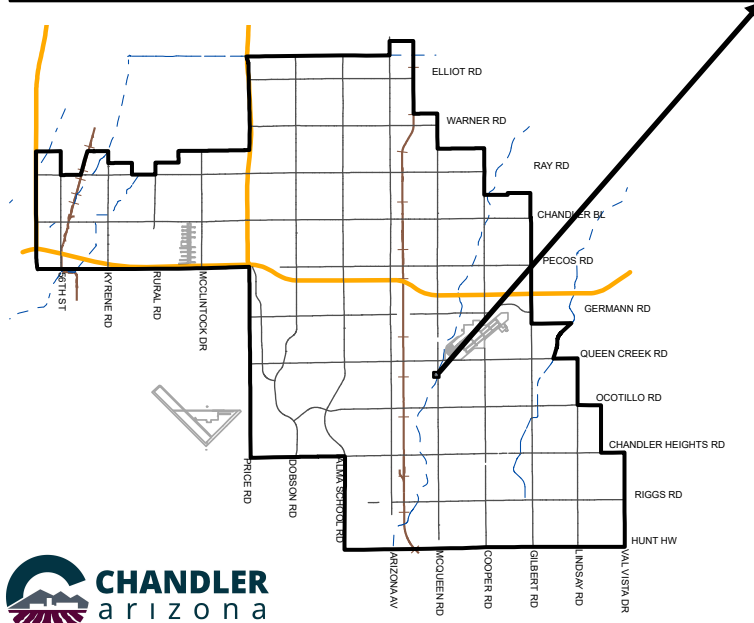 ELLIOT RD
WARNER RD
RAY RD
CHANDLER BL
PECOS RD
56TH ST
KYRENE RD
RURAL RD
MCCLINTOCK DR
GERMANN RD
QUEEN CREEK RD
OCOTILLO RD
CHANDLER HEIGHTS RD
PRICE RD
DOBSON RD
ALMA SCHOOL RD
RIGGS RD
HUNT HW
ARIZONA AV
MCQUEEN RD
COOPER RD
GILBERT RD
LINDSAY RD
VAL VISTA DR
CHANDLER
arizona